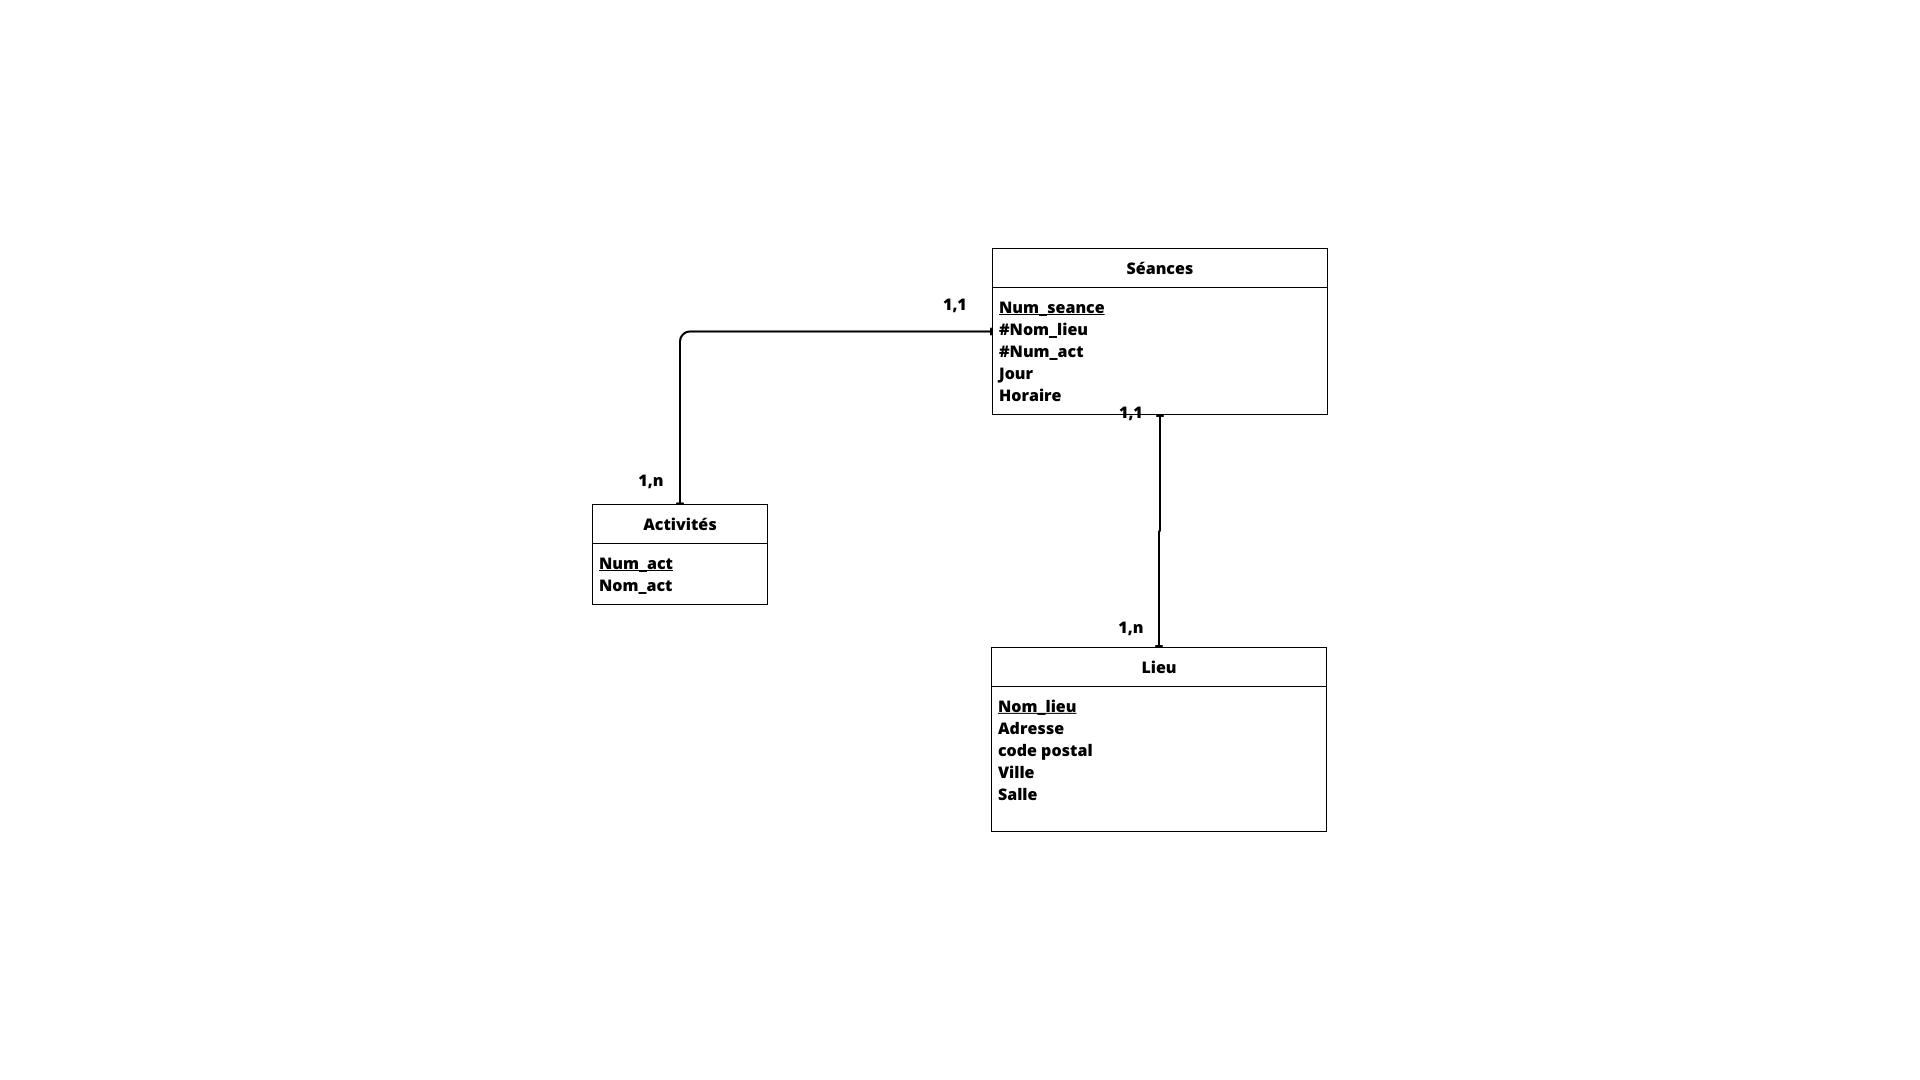 Séances
Num_seance
#Nom_lieu
#Num_act
Jour
Horaire
1,1
1,1
1,n
Activités
Num_act
Nom_act
1,n
Lieu
Nom_lieu
Adresse
code postal
Ville
Salle